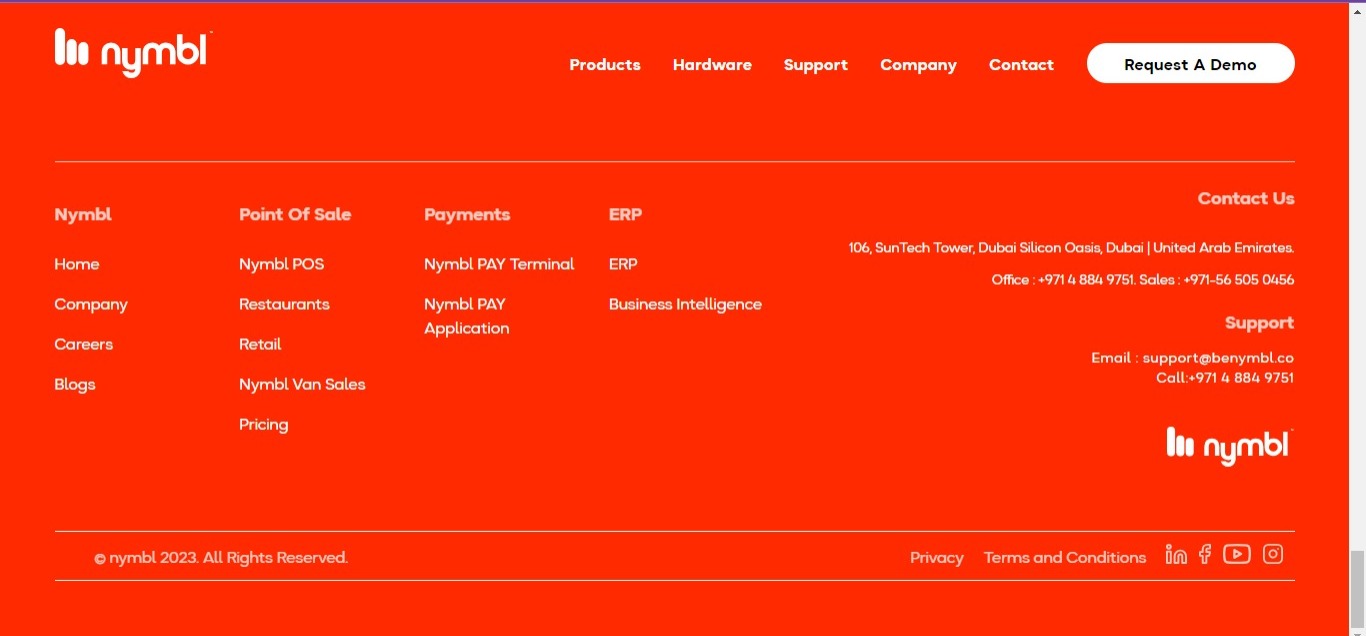 nymbl
Products Hardware Support Company Contact Request A Demo
Nymbl
Home
Company
Careers
Blogs
Point Of Sale
Nymbl POS
Restaurants
Retail
Nymbl Van Sales
Pricing
Payments
Nymbl PAY Terminal
Nymbl PAY
Application
ERP
ERP
Business Intelligence
Contact Us
106, SunTech Tower, Dubai Silicon Oasis, Dubai | United Arab Emirates.
Office : +971 4 884 9751. Sales : +971-56 505 0456
Support
Email : support@benymbl.co
Call:+971 4 884 9751
nymbl
© nymbl 2023. All Rights Reserved.
Privacy Terms and Conditions